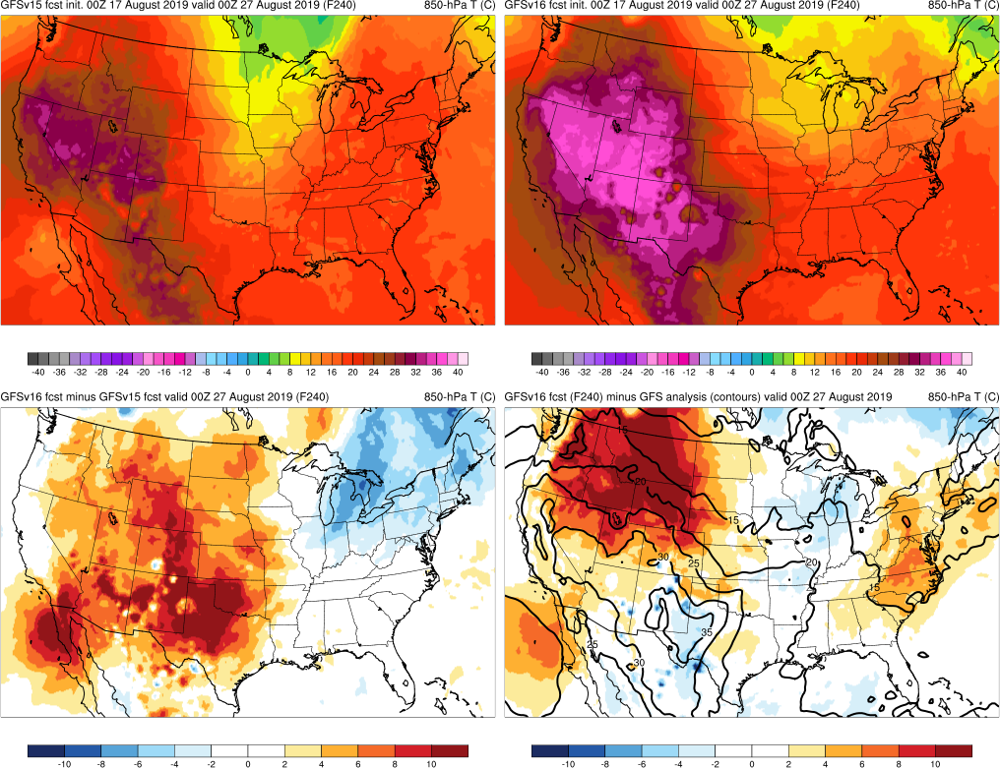 GFSv15 fcst init. 00Z 17 August 2019 valid 00Z 27 August 2019 (F240) 850-hPa T (C)
GFSv16 fcst init. 00Z 17 August 2019 valid 00Z 27 August 2019 (F240) 850-hPa T (C)
-40 -36 -32 -28 -24 -20 -16 -12 -8 -4 0 4 8 12 16 20 24 28 32 36 40
-40 -36 -32 -28 -24 -20 -16 -12 -8 -4 0 4 8 12 16 20 24 28 32 36 40
GFSv16 fcst minus GFSv15 fcst valid 00Z 27 August 2019 (F240) 850-hPa T (C)
GFSv16 fcst (F240) minus GFS analysis (contours) valid 00Z 27 August 2019 850-hPa T (C)
15
20
15
30
25
20
15
35
25
30
-10 -8 -6 -4 -2 0 2 4 6 8 10
-10 -8 -6 -4 -2 0 2 4 6 8 10